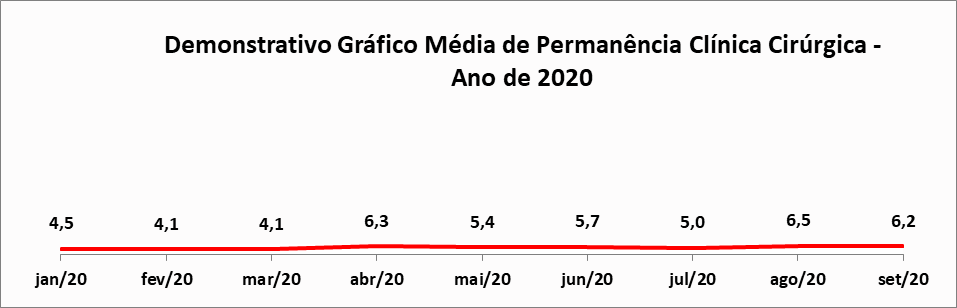 Demonstrativo Gráfico Média de Permanência Clínica Cirúrgica -
Ano de 2020
4,5 4,1 4,1 6,3 5,4 5,7 5,0 6,5 6,2
jan/20 fev/20 mar/20 abr/20 mai/20 jun/20 jul/20 ago/20 set/20